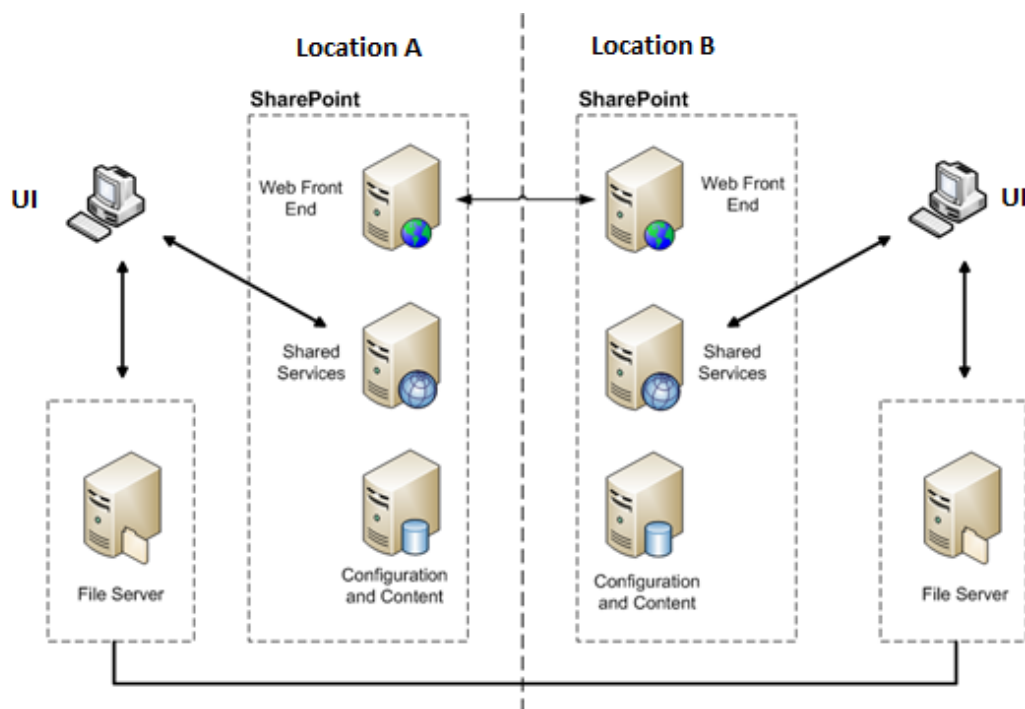 Location A
Location B
SharePoint
SharePoint
UI
Web Front
End
Web Front
End
UI
Shared
Services
Shared
Services
File Server
Configuration
and Content
Configuration
and Content
File Server